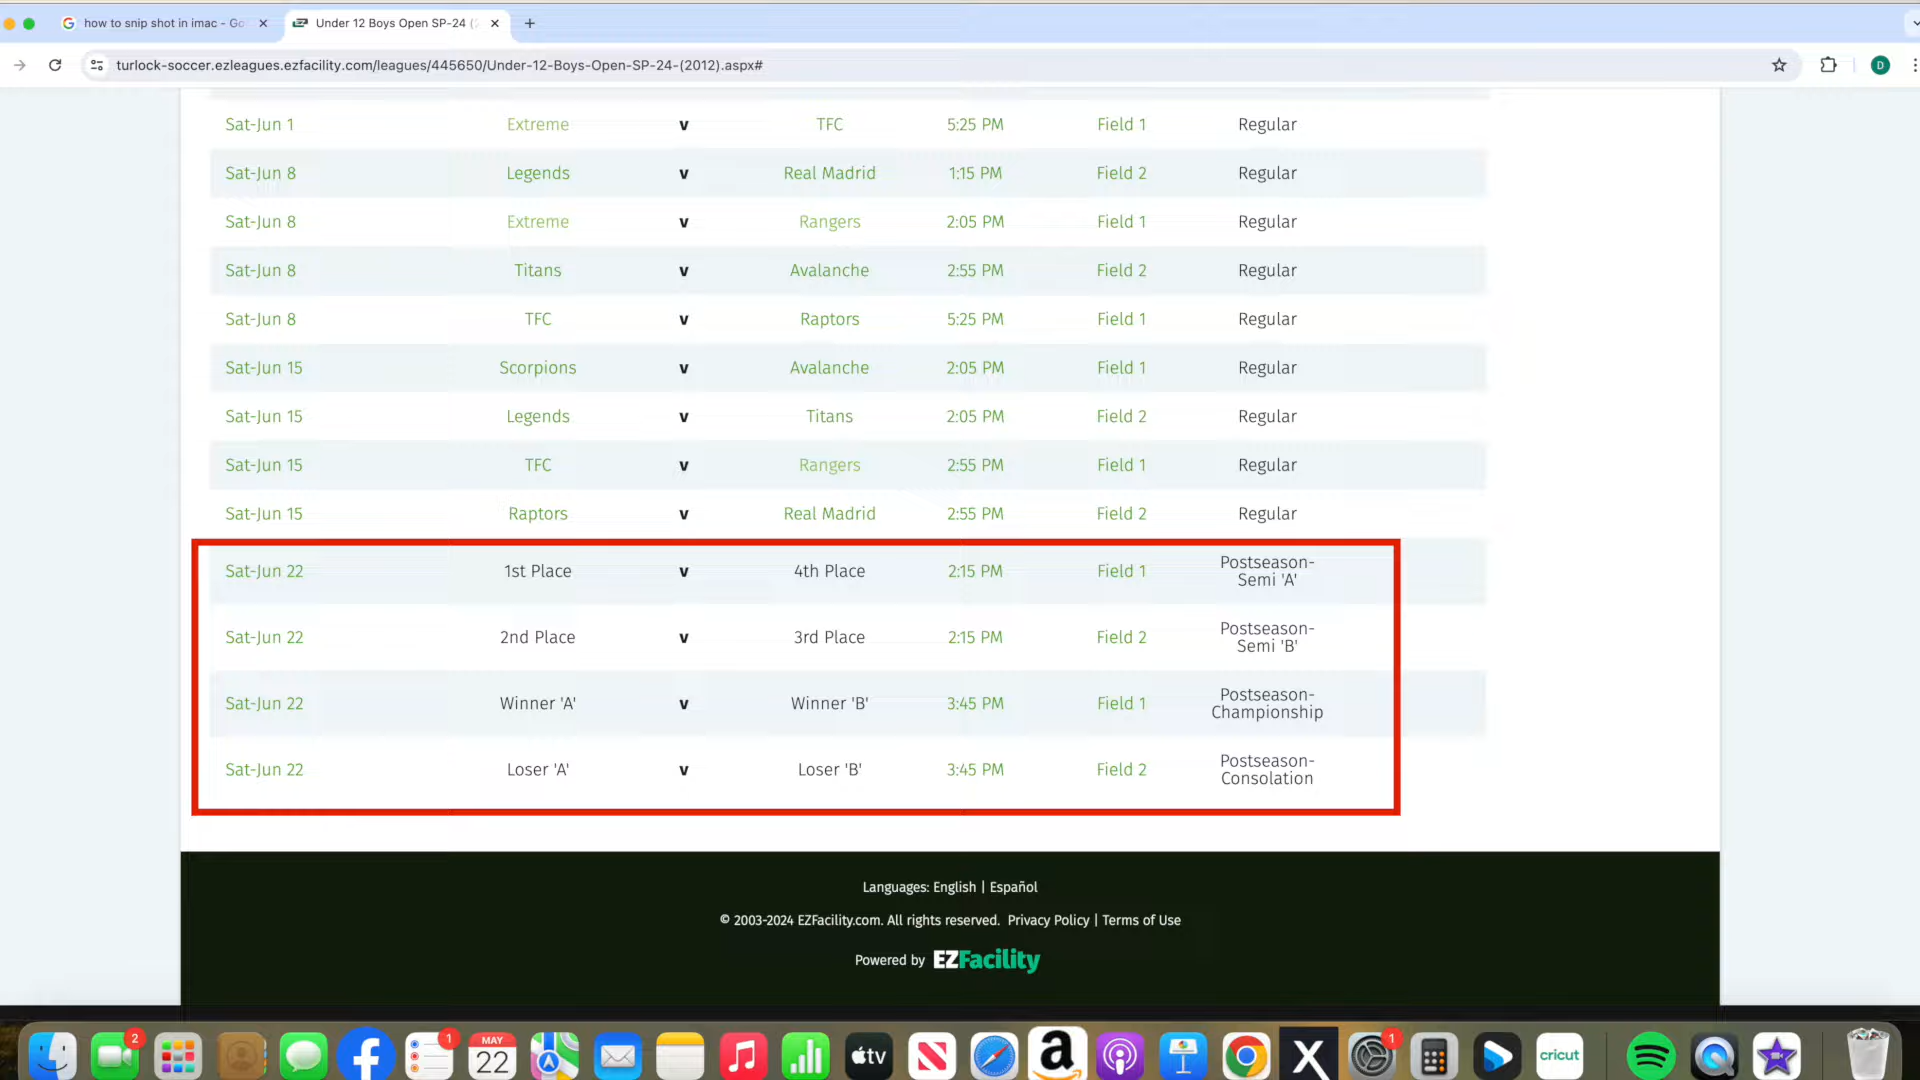 how to snip shot in imac - Go
Under 12 Boys Open SP-24 (
turlock-soccer.ezleagues.ezfacility.com/leagues/445650/Under-12-Boys-Open-SP-24-(2012).aspx#
D
Sat-Jun 1 Extreme v TFC 5:25 PM Field 1 Regular
Sat-Jun 8 Legends v Real Madrid 1:15 PM Field 2 Regular
Sat-Jun 8 Extreme v Rangers 2:05 PM Field 1 Regular
Sat-Jun 8 Titans v Avalanche 2:55 PM Field 2 Regular
Sat-Jun 8 TFC v Raptors 5:25 PM Field 1 Regular
Sat-Jun 15 Scorpions v Avalanche 2:05 PM Field 1 Regular
Sat-Jun 15 Legends v Titans 2:05 PM Field 2 Regular
Sat-Jun 15 TFC v Rangers 2:55 PM Field 1 Regular
Sat-Jun 15 Raptors v Real Madrid 2:55 PM Field 2 Regular
Sat-Jun 22 1st Place v 4th Place 2:15 PM Field 1 Postseason-
Semi 'A'
Sat-Jun 22 2nd Place v 3rd Place 2:15 PM Field 2 Postseason-
Semi 'B'
Sat-Jun 22 Winner 'A' v Winner 'B' 3:45 PM Field 1 Postseason-
Championship
Sat-Jun 22 Loser 'A' v Loser 'B' 3:45 PM Field 2 Postseason-
Consolation
Languages: English | Español
© 2003-2024 EZFacility.com. All rights reserved. Privacy Policy | Terms of Use
Powered by EZFacility
2
1
MAY
22
tv
a
X
1
cricut